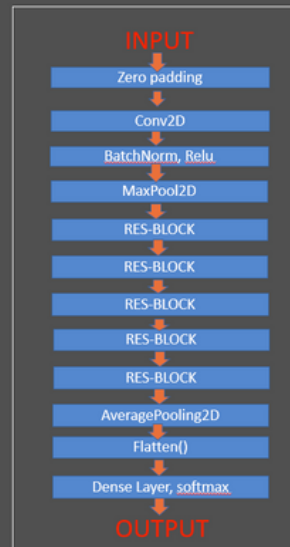 INPUT
Zero padding
Conv2D
BatchNorm, Relu
MaxPool2D
RES-BLOCK
RES-BLOCK
RES-BLOCK
RES-BLOCK
RES-BLOCK
AveragePooling2D
Flatten()
Dense Layer, softmax
OUTPUT